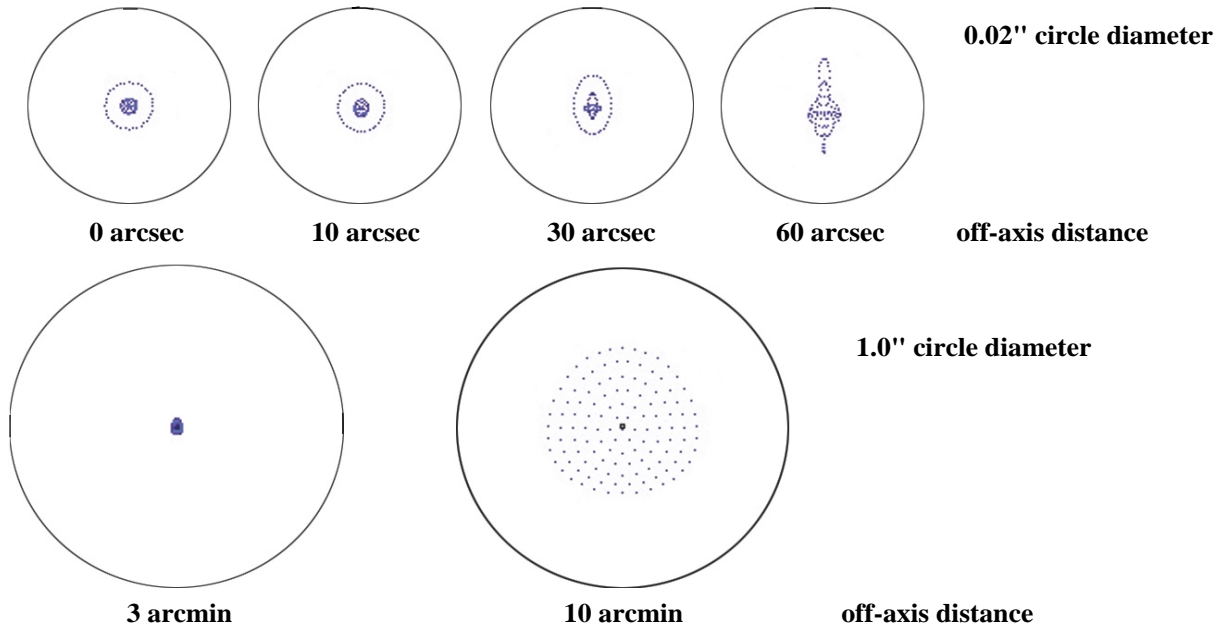 0.02" circle diameter
0 arcsec 10 arcsec 30 arcsec 60 arcsec off-axis distance
1.0" circle diameter
3 arcmin 10 arcmin off-axis distance